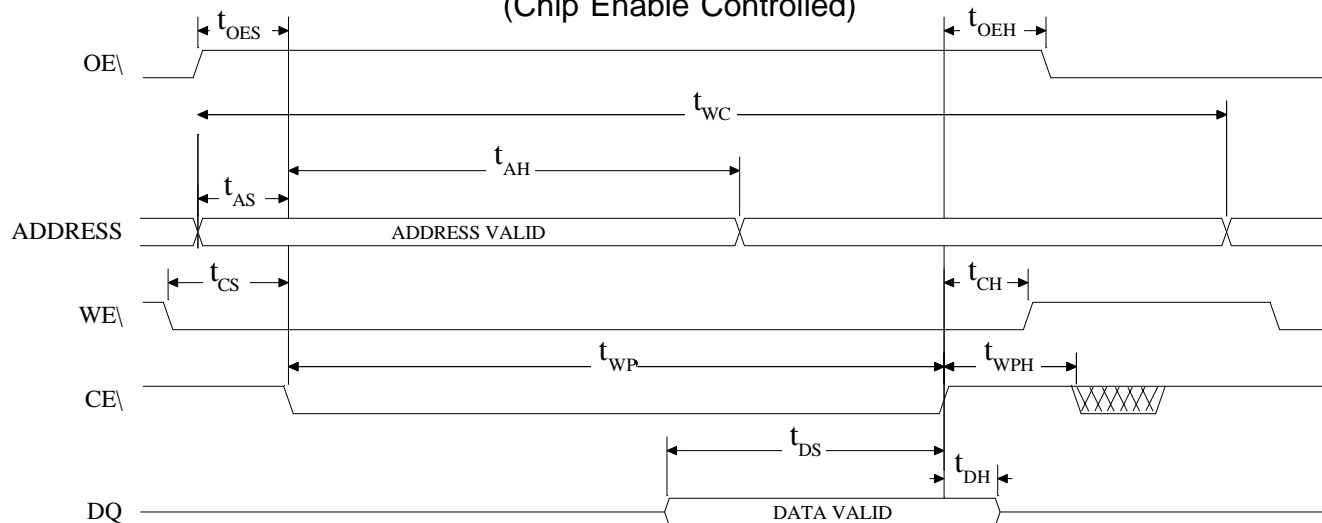 (Chip Enable Controlled)
tOES
tOEH
OE\
tWC
tAH
tAS
ADDRESS
ADDRESS VALID
tCS
tCH
WE\
tWP
tWPH
CE\
tDS
tDH
DQ
DATA VALID